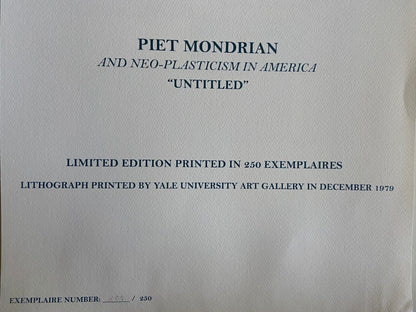 PIET MONDRIAN
AND NEO-PLASTICISM IN AMERICA
“UNTITLED”
LIMITED EDITION PRINTED IN 250 EXEMPLAIRES
LITHOGRAPH PRINTED BY YALE UNIVERSITY ART GALLERY IN DECEMBER 1979
EXEMPLAIRE NUMBER: / 250